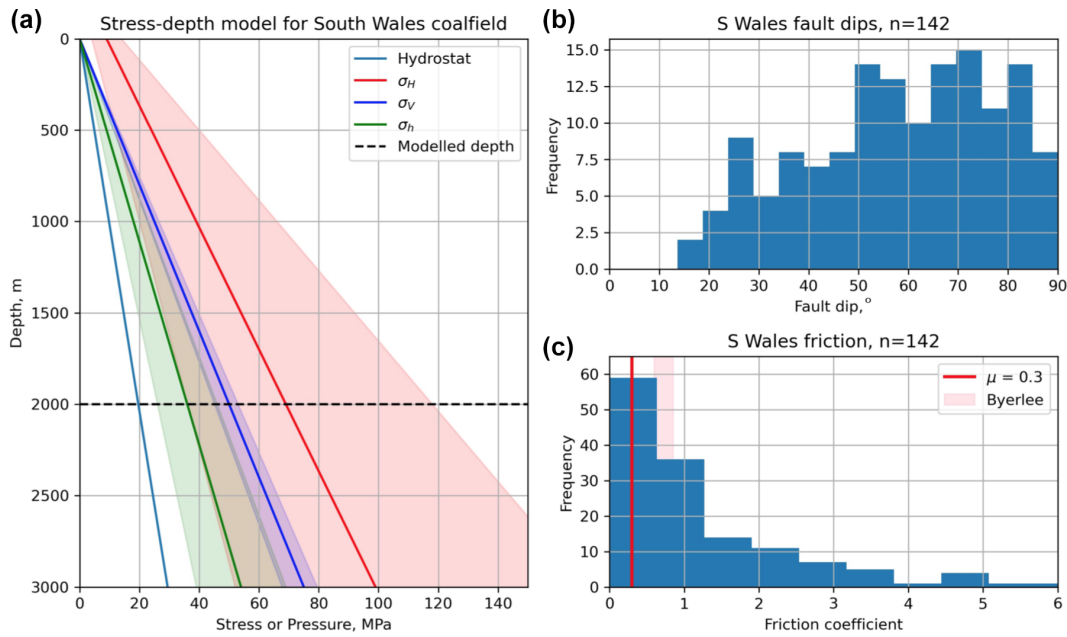 (a)
Stress-depth model for South Wales coalfield
Hydrostat
σH
σV
σh
Modelled depth
0
500
1000
1500
2000
2500
3000
Depth, m
0 20 40 60 80 100 120 140
Stress or Pressure, MPa
(b)
S Wales fault dips, n=142
15.0
12.5
10.0
7.5
5.0
2.5
0.0
Frequency
0 10 20 30 40 50 60 70 80 90
Fault dip,°
(c)
S Wales friction, n=142
μ = 0.3
Byerlee
60
50
40
30
20
10
0
Frequency
0 1 2 3 4 5 6
Friction coefficient